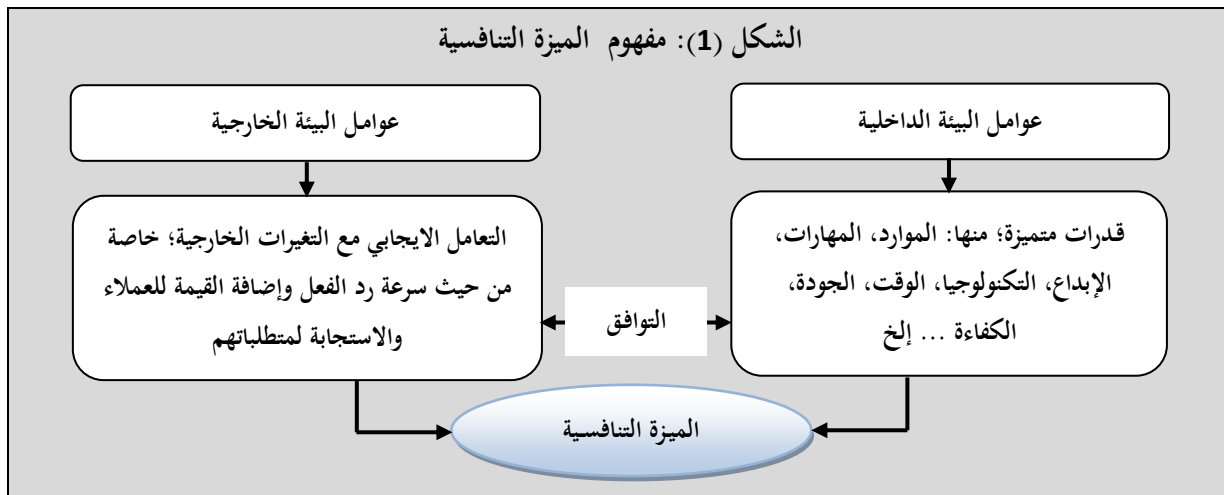 الشكل (1): مفهوم الميزة التنافسية
عوامل البيئة الداخلية
عوامل البيئة الخارجية
قدرات متميزة؛ منها: الموارد، المهارات،
الإبداع، التكنولوجيا، الوقت، الجودة،
الكفاءة ... إلخ
التوافق
التعامل الايجابي مع التغيرات الخارجية؛ خاصة
من حيث سرعة رد الفعل وإضافة القيمة للعملاء
والاستجابة لمتطلباتهم
الميزة التنافسية